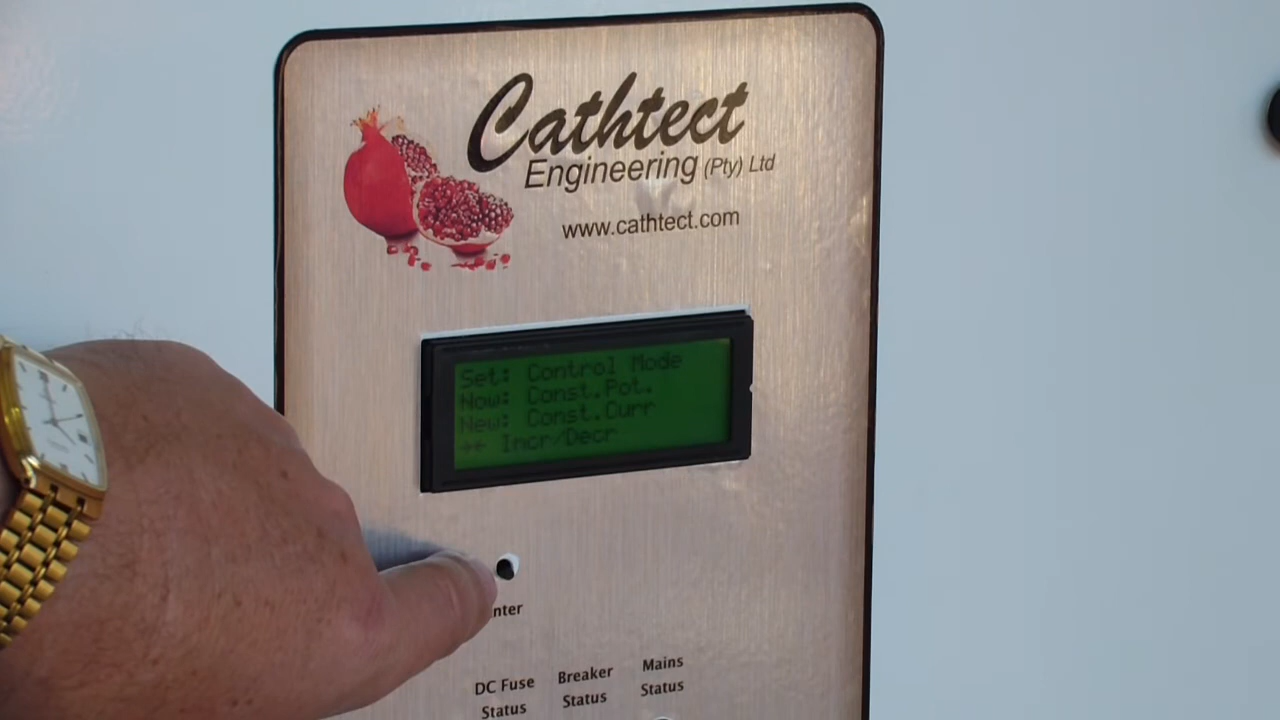 Cathtect
Engineering (Pty) Ltd
www.cathtect.com
Set: Control Mode
Now: Const.Pot.
New: Const.Curr
→← Incr/Decr
nter
DC Fuse
Status
Breaker
Status
Mains
Status